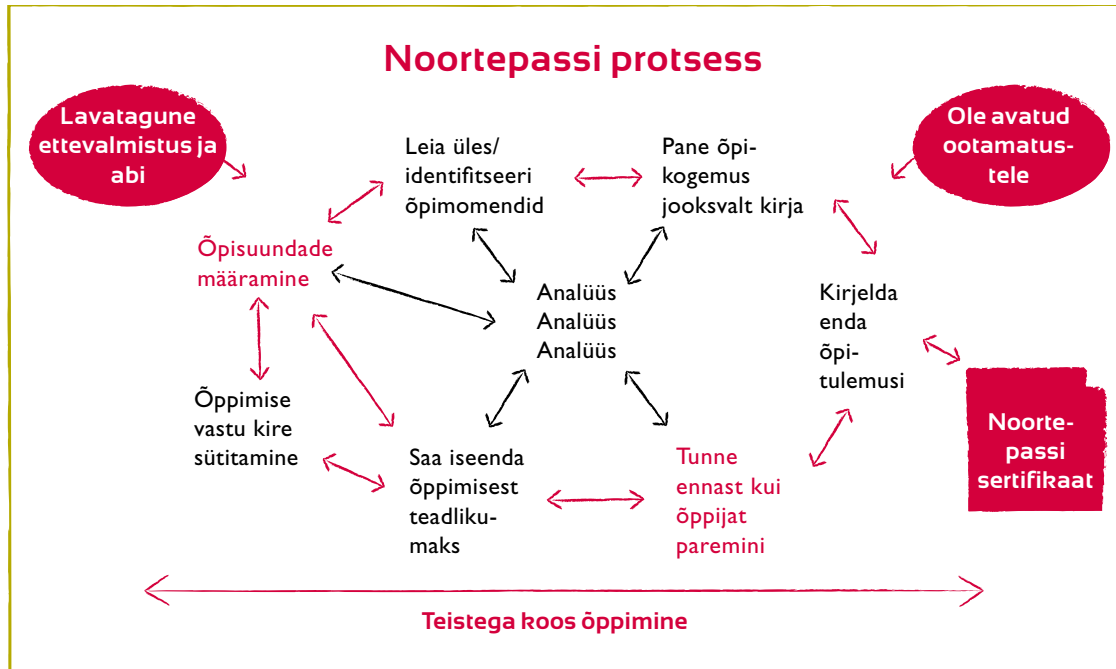 Noortepassi protsess
Lavatagune
ettevalmistus ja
abi
Ole avatud
ootamatus-
tele
Leia üles/
identifitseeri
õpimomendid
Pane õpi-
kogemus
jooksvalt kirja
Õpisuundade
määramine
Analüüs
Analüüs
Analüüs
Kirjelda
enda
õpi-
tulemusi
Õppimise
vastu kire
sütitamine
Saa iseenda
õppimisest
teadliku-
maks
Tunne
ennast kui
õppijat
paremini
Noorte-
passi
sertifikaat
Teistega koos õppimine